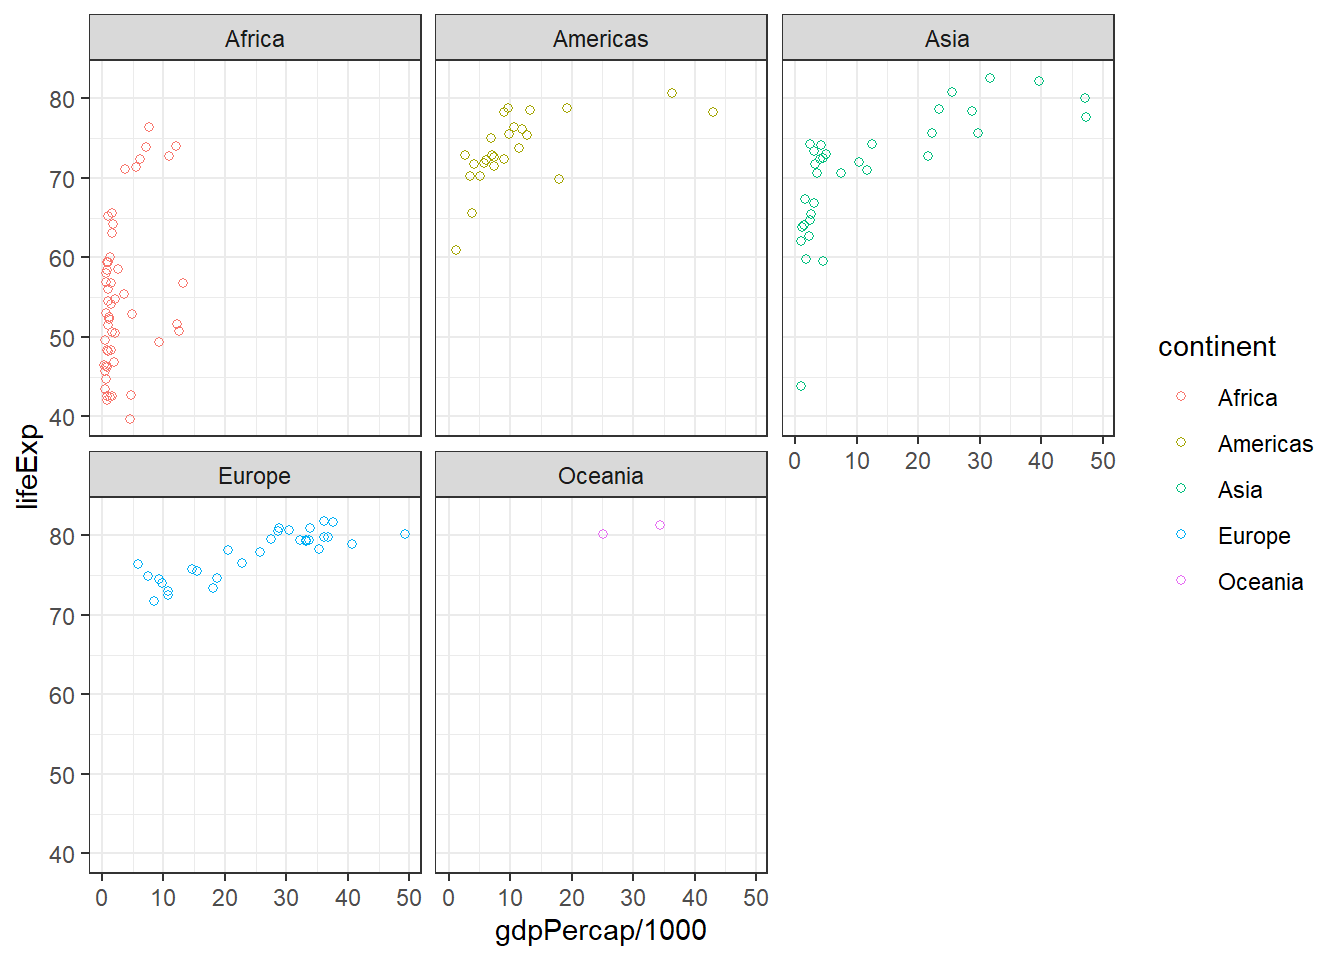 Africa Americas Asia
80
70
60
50
40
0 10 20 30 40 50
Europe Oceania
80
70
60
50
40
0 10 20 30 40 50 0 10 20 30 40 50
gdpPercap/1000
lifeExp
continent
Africa
Americas
Asia
Europe
Oceania